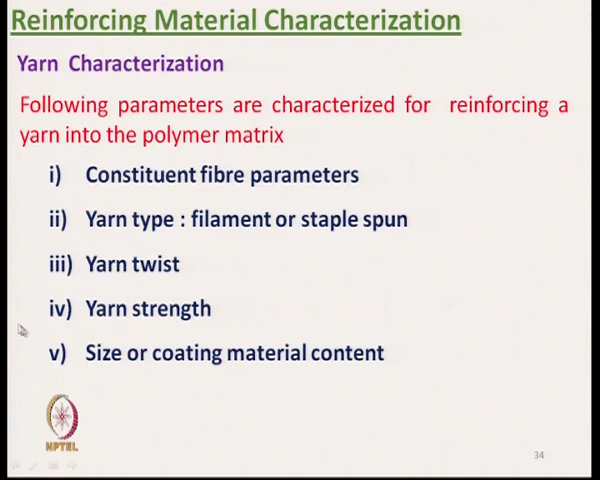 Reinforcing Material Characterization
Yarn Characterization
Following parameters are characterized for reinforcing a
yarn into the polymer matrix
i) Constituent fibre parameters
ii) Yarn type : filament or staple spun
iii) Yarn twist
iv) Yarn strength
v) Size or coating material content
NPTEL
34